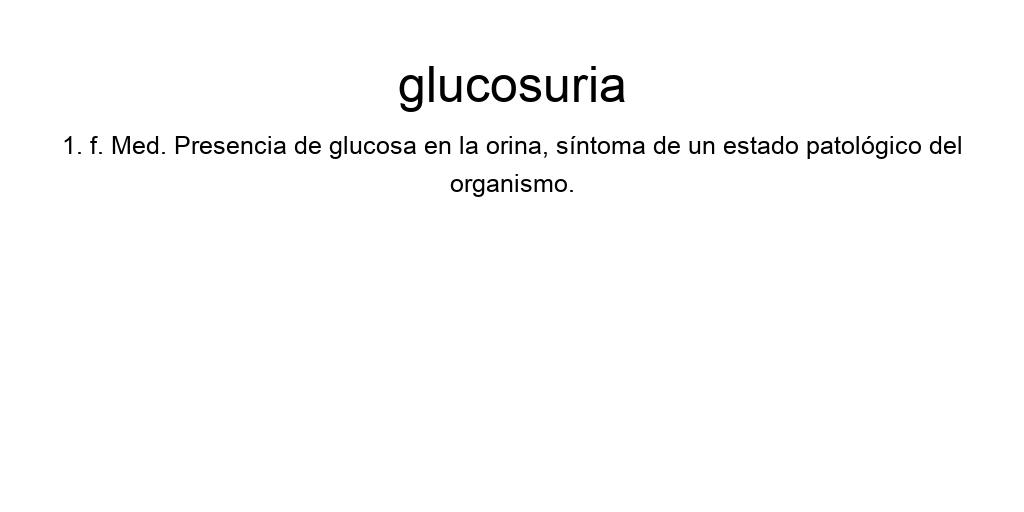 glucosuria
1. f. Med. Presencia de glucosa en la orina, síntoma de un estado patológico del
organismo.